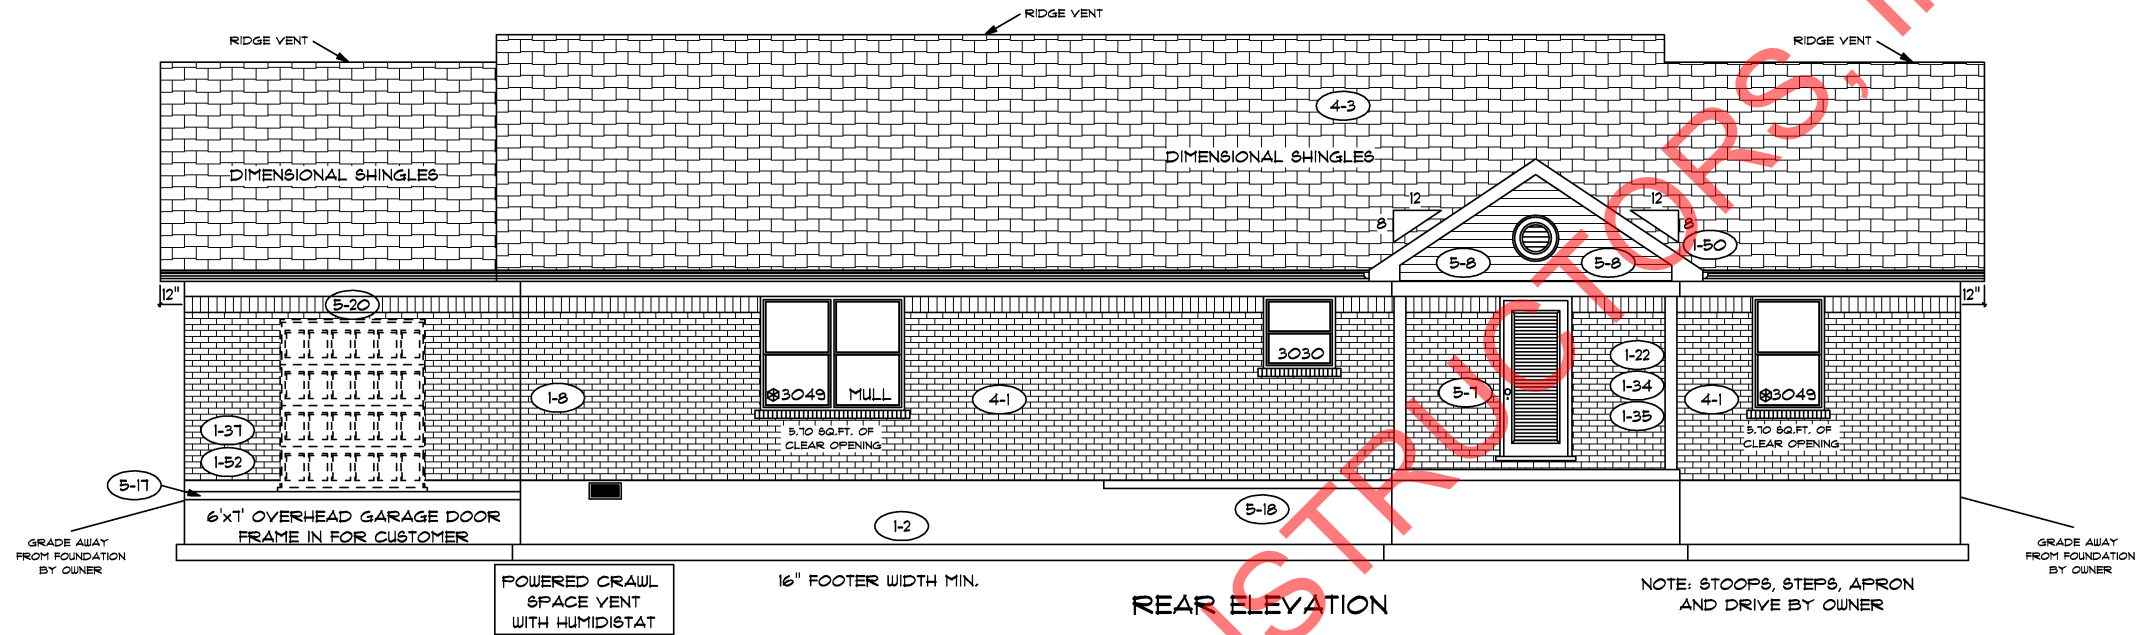 RIDGE VENT
RIDGE VENT
RIDGE VENT
4-3
DIMENSIONAL SHINGLES
DIMENSIONAL SHINGLES
12
8
12
8
1-50
5-8
5-8
12"
12"
5-20
3030
1-22
1-34
1-35
5-7
1-8
4-1
4-1
3049
MULL
3049
5.70 SQ.FT. OF
CLEAR OPENING
5.70 SQ.FT. OF
CLEAR OPENING
1-37
1-52
5-17
5-18
1-2
6'x7' OVERHEAD GARAGE DOOR
FRAME IN FOR CUSTOMER
GRADE AWAY
FROM FOUNDATION
BY OWNER
GRADE AWAY
FROM FOUNDATION
BY OWNER
POWERED CRAWL
SPACE VENT
WITH HUMIDISTAT
16" FOOTER WIDTH MIN.
REAR ELEVATION
NOTE: STOOPS, STEPS, APRON
AND DRIVE BY OWNER